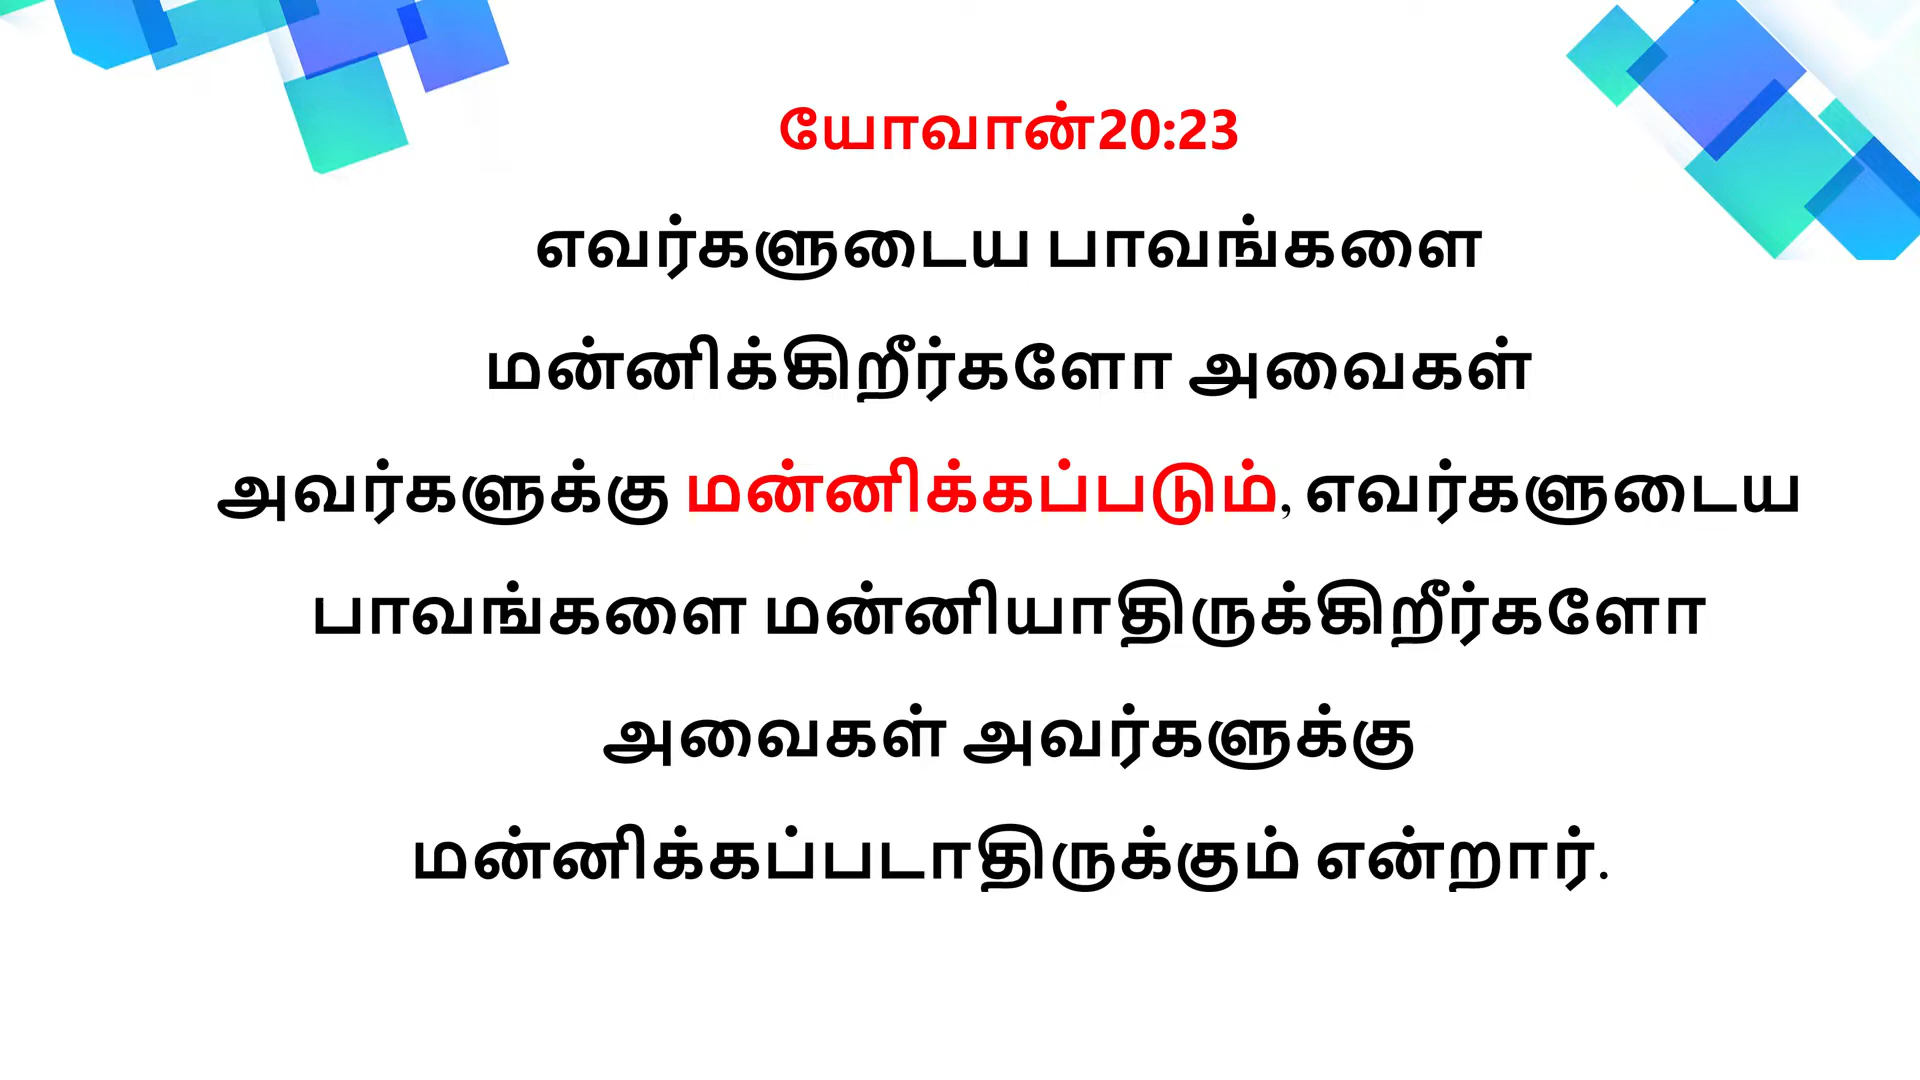 யோவான்20:23
எவர்களுடைய பாவங்களை
மன்னிக்கிறீர்களோ அவைகள்
அவர்களுக்கு மன்னிக்கப்படும், எவர்களுடைய
பாவங்களை மன்னியாதிருக்கிறீர்களோ
அவைகள் அவர்களுக்கு
மன்னிக்கப்படாதிருக்கும் என்றார்.